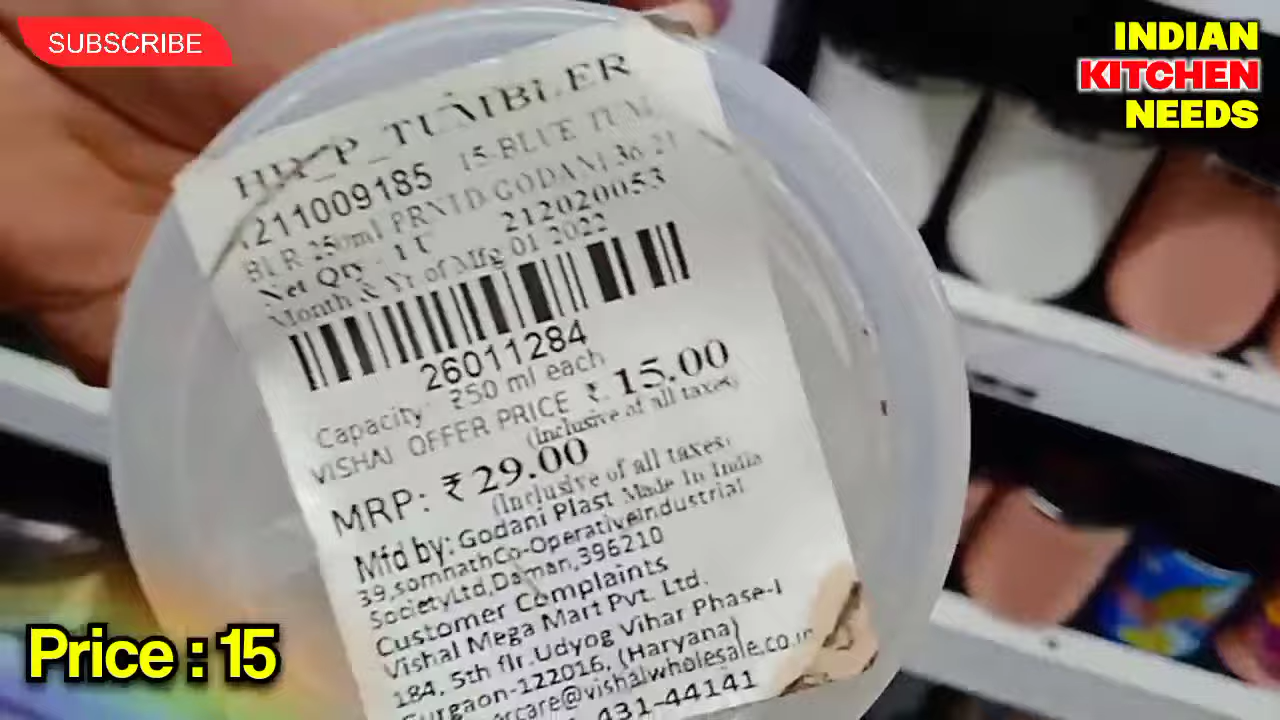 SUBSCRIBE
INDIAN
KITCHEN
NEEDS
HH_P_TUMBLER
211009185 15-BLUE TUM
BLR 250ml PRNTD GODANI 36 21
Net Qty. 1 U 2120200053
Month & Yr of Mfg 01 2022
26011284
Capacity 250 ml each
VISHAL OFFER PRICE ₹ 15.00
(Inclusive of all taxes)
MRP: ₹29.00
(Inclusive of all taxes)
Mfd by: Godani Plast Made In India
39,somnathCo-OperativeIndustrial
SocietyLtd,Daman,396210
Customer Complaints
Vishal Mega Mart Pvt. Ltd.
184, 5th flr.Udyog Vihar Phase-I
Gurgaon-122016, (Haryana)
care@vishalwholesale.co.in
431-44141
Price : 15